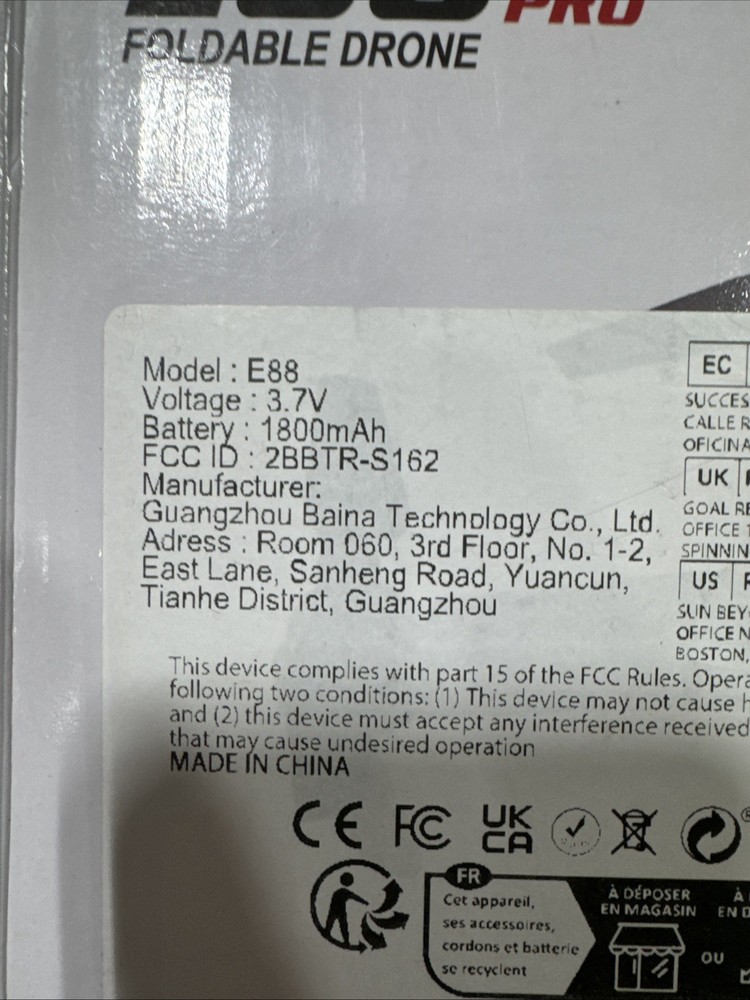 PRO
FOLDABLE DRONE
Model : E88
Voltage : 3.7V
Battery : 1800mAh
FCC ID : 2BBTR-S162
Manufacturer:
Guangzhou Baina Technology Co., Ltd.
Adress : Room 060, 3rd Floor, No. 1-2,
East Lane, Sanheng Road, Yuancun,
Tianhe District, Guangzhou
EC
SUCCES
CALLE R
OFICINA
UK
GOAL RE
OFFICE 1
SPINNIN
US
SUN BEY
OFFICE N
BOSTON,
This device complies with part 15 of the FCC Rules. Opera
following two conditions: (1) This device may not cause h
and (2) this device must accept any interference received
that may cause undesired operation
MADE IN CHINA
CE FC UK CA
FR
Cet appareil,
ses accessoires,
cordons et batterie
se recyclent
À DÉPOSER
EN MAGASIN
OU
À
EN D